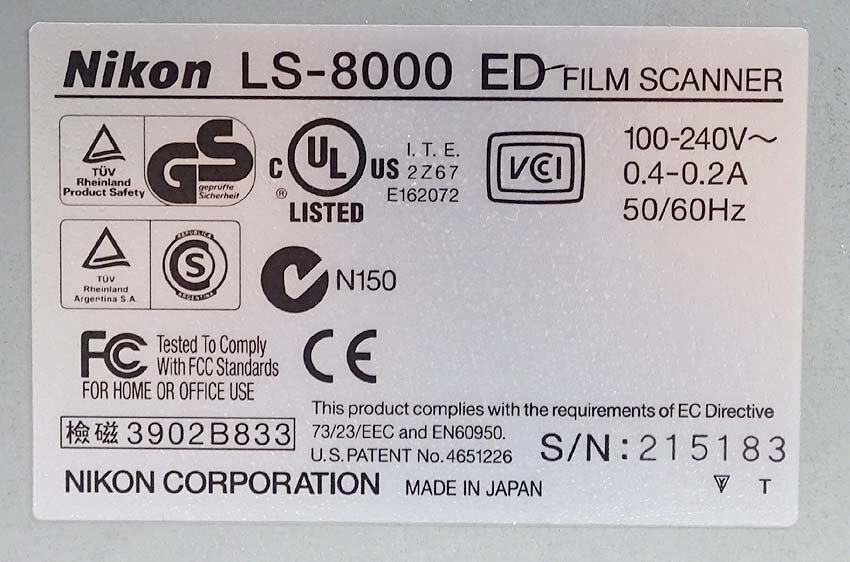 Nikon LS-8000 ED FILM SCANNER
TÜV
Rheinland
Product Safety
GS
geprüfte
Sicherheit
C UL US
®
LISTED
I.T.E.
2Z67
E162072
VCI
100-240V~
0.4-0.2A
50/60Hz
TÜV
Rheinland
Argentina S.A.
REPUBLICA
S
ARGENTINA
N150
FC Tested To Comply
With FCC Standards
FOR HOME OR OFFICE USE
CE
檢磁 3902B833
This product complies with the requirements of EC Directive
73/23/EEC and EN60950.
U.S.PATENT No.4651226
S/N:215183
NIKON CORPORATION MADE IN JAPAN
T